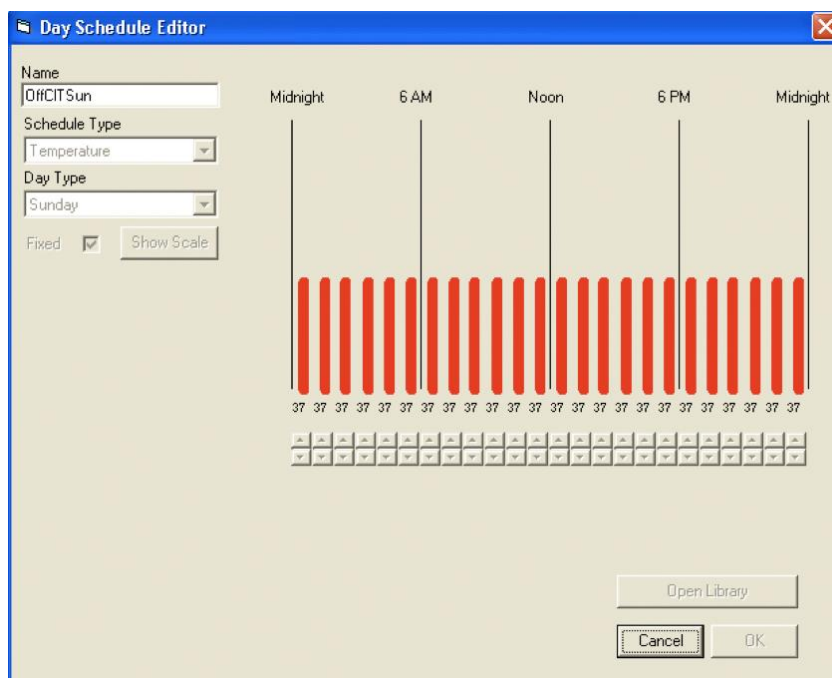 Day Schedule Editor
Name
OffCITSun
Schedule Type
Temperature
Day Type
Sunday
Fixed
Show Scale
Midnight 6 AM Noon 6 PM Midnight
37 37 37 37 37 37 37 37 37 37 37 37 37 37 37 37 37 37 37 37 37 37 37 37
Open Library
Cancel OK